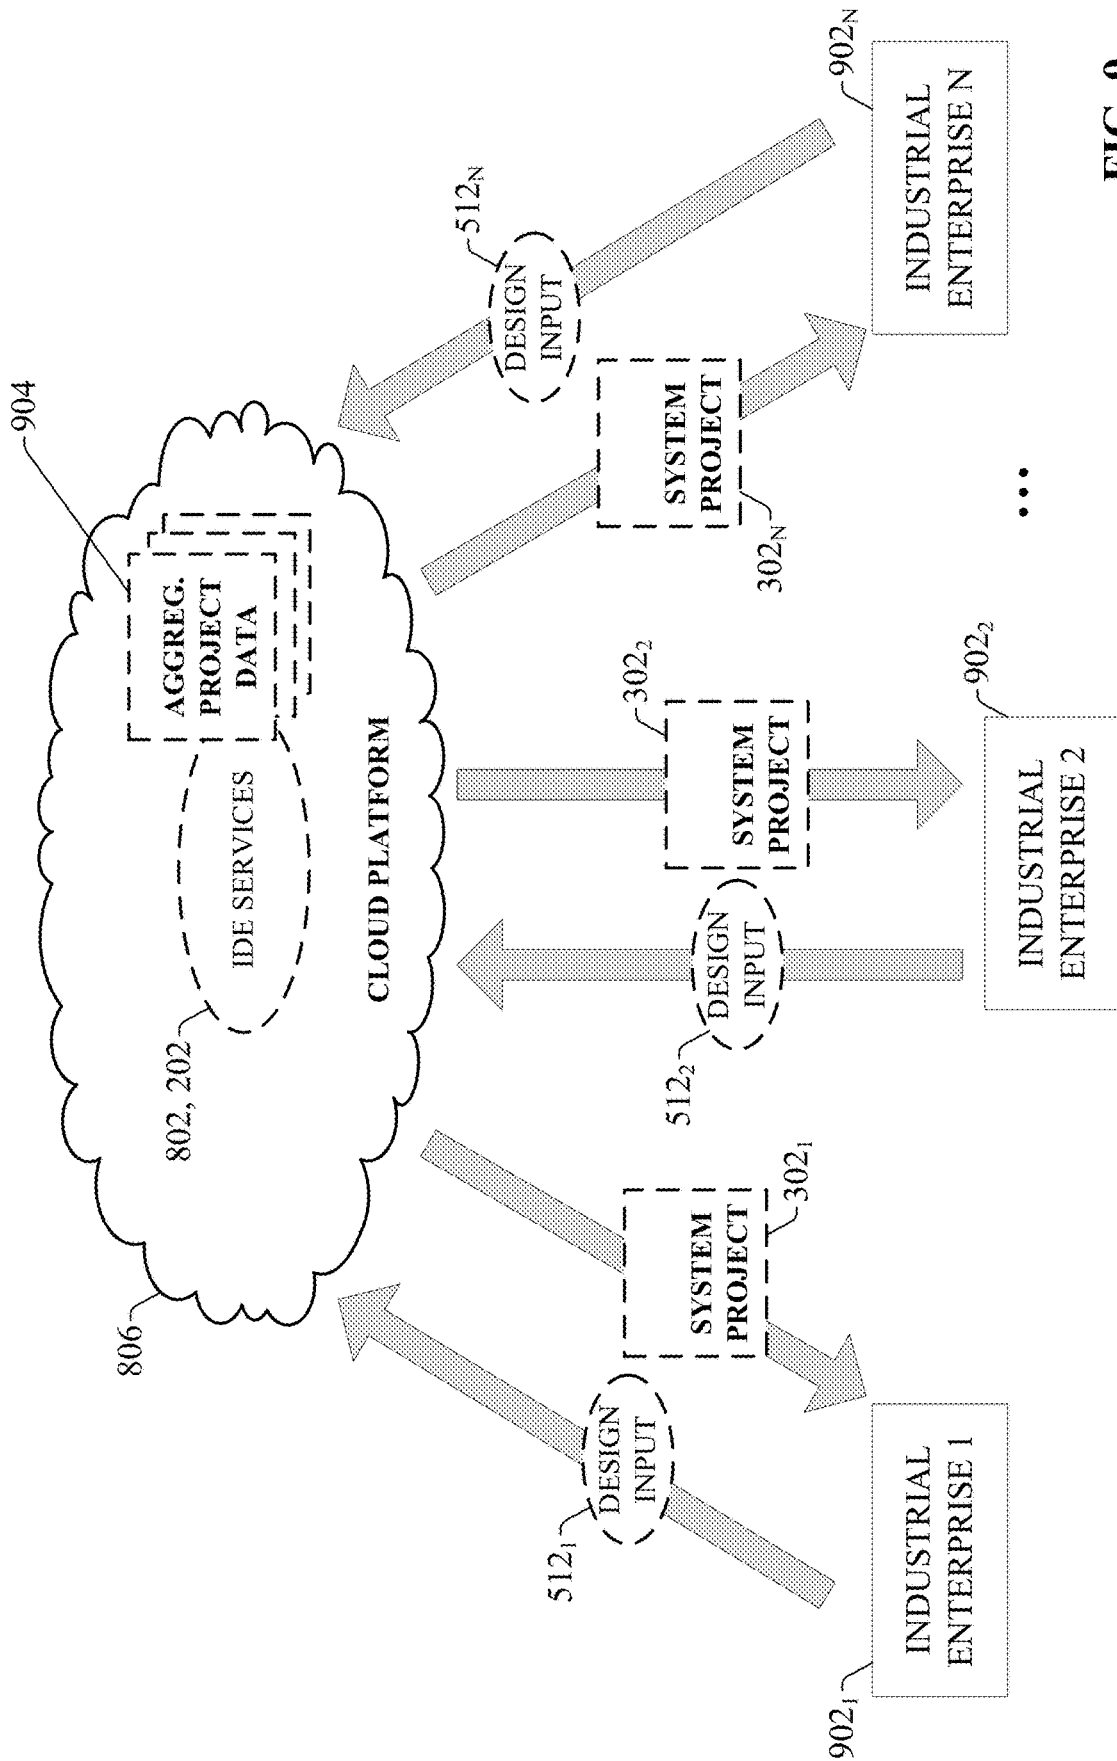 904
AGGREG.
PROJECT
DATA
IDE SERVICES
802, 202
CLOUD PLATFORM
806
512₁
DESIGN
INPUT
SYSTEM
PROJECT
302₁
512₂
DESIGN
INPUT
302₂
SYSTEM
PROJECT
512N
DESIGN
INPUT
SYSTEM
PROJECT
302N
902₁
INDUSTRIAL
ENTERPRISE 1
902₂
INDUSTRIAL
ENTERPRISE 2
...
902N
INDUSTRIAL
ENTERPRISE N
FIG. 9